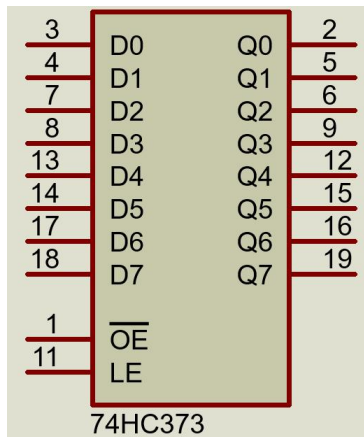 3 D0 Q0 2
4 D1 Q1 5
7 D2 Q2 6
8 D3 Q3 9
13 D4 Q4 12
14 D5 Q5 15
17 D6 Q6 16
18 D7 Q7 19
1 O̅E̅
11 LE
74HC373